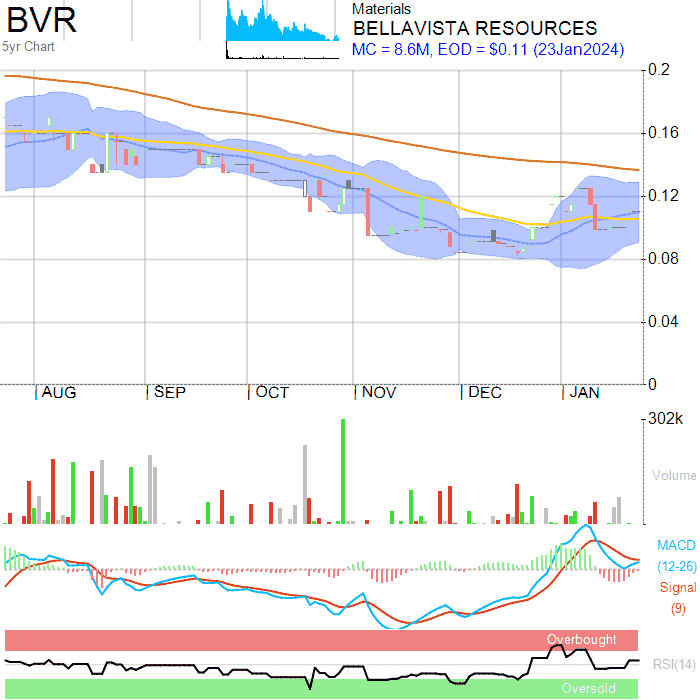 BVR
5yr Chart
Materials
BELLAVISTA RESOURCES
MC = 8.6M, EOD = $0.11 (23Jan2024)
0.2
0.16
0.12
0.08
0.04
0
AUG SEP OCT NOV DEC JAN
302k
Volume
MACD
(12-26)
Signal
(9)
Overbought
RSI(14)
Oversold